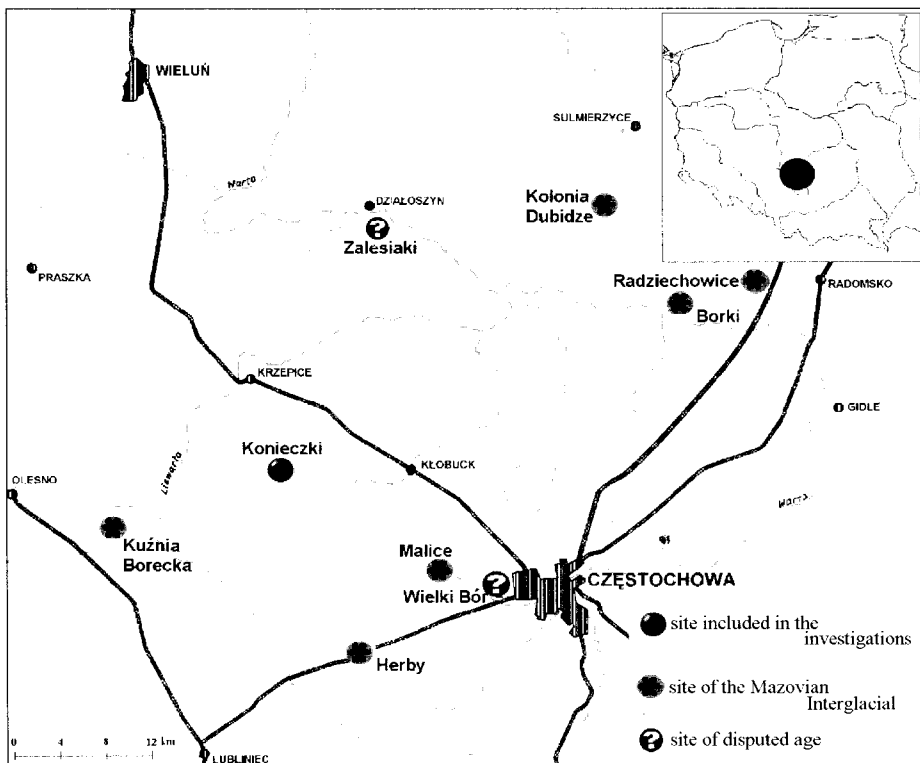 WIELUŃ
SULMIERZYCE
Warta
DZIAŁOSZYN
Kolonia
Dubidze
?
Zalesiaki
PRASZKA
Radziechowice
RADOMSKO
Borki
KRZEPICE
GIDLE
Konieczki
KŁOBUCK
Liswarta
OLESNO
Warta
Kuźnia
Borecka
Malice
?
Wielki Bór
CZĘSTOCHOWA
site included in the
investigations
Herby
site of the Mazovian
Interglacial
0 4 8 12 km
? site of disputed age
LUBLINIEC